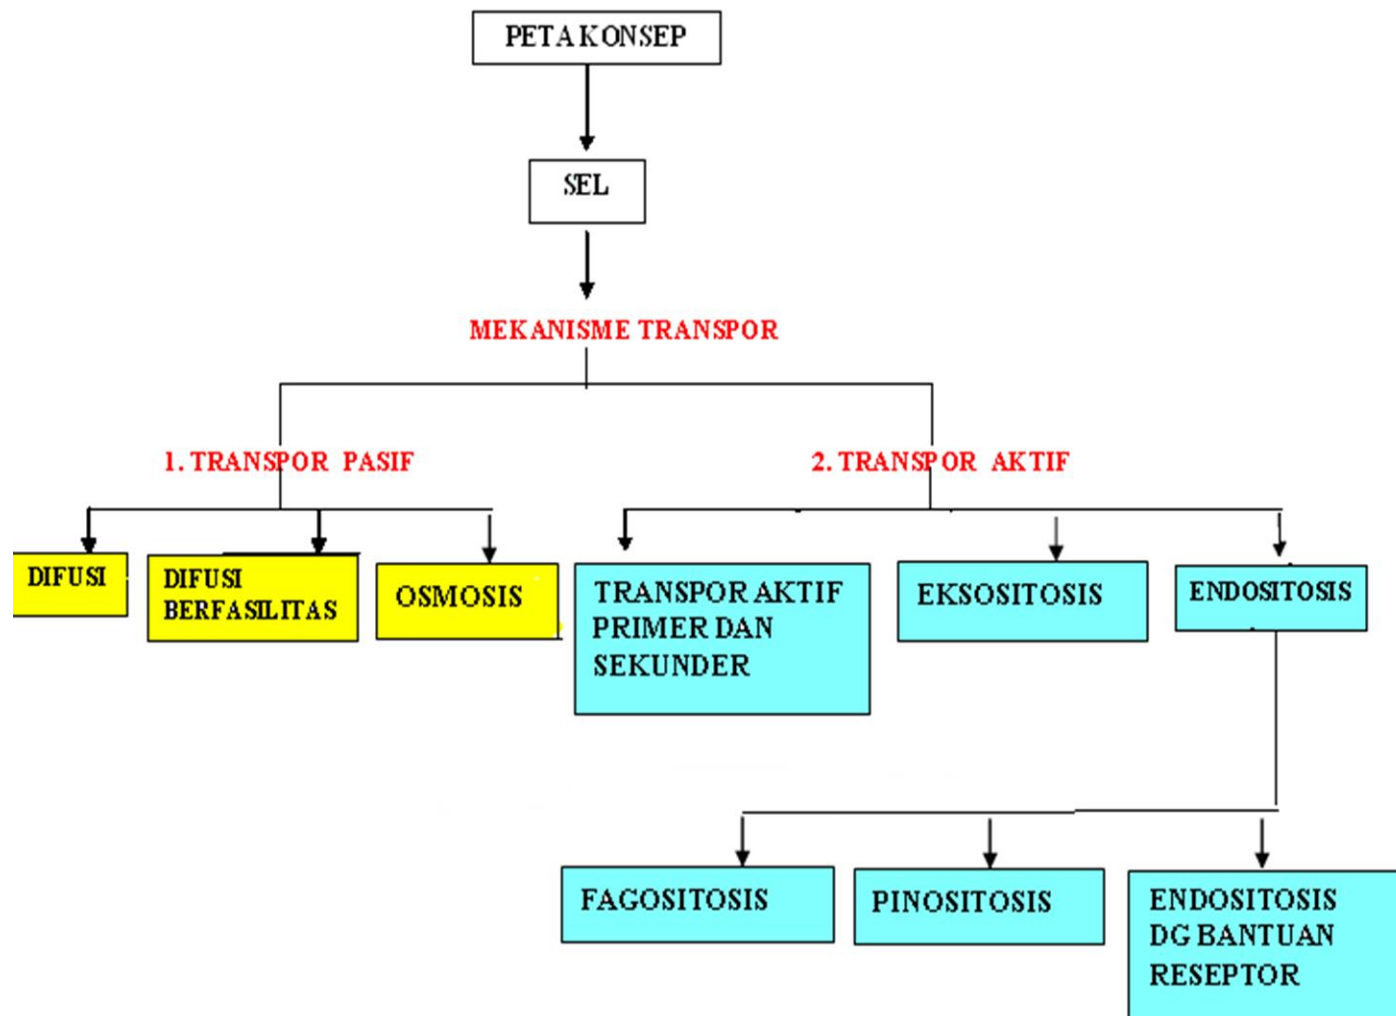 PETA KONSEP
SEL
MEKANISME TRANSPOR
1. TRANSPOR PASIF
2. TRANSPOR AKTIF
DIFUSI
DIFUSI
BERFASILITAS
OSMOSIS
TRANSPOR AKTIF
PRIMER DAN
SEKUNDER
EKSOSITOSIS
ENDOSITOSIS
FAGOSITOSIS
PINOSITOSIS
ENDOSITOSIS
DG BANTUAN
RESEPTOR